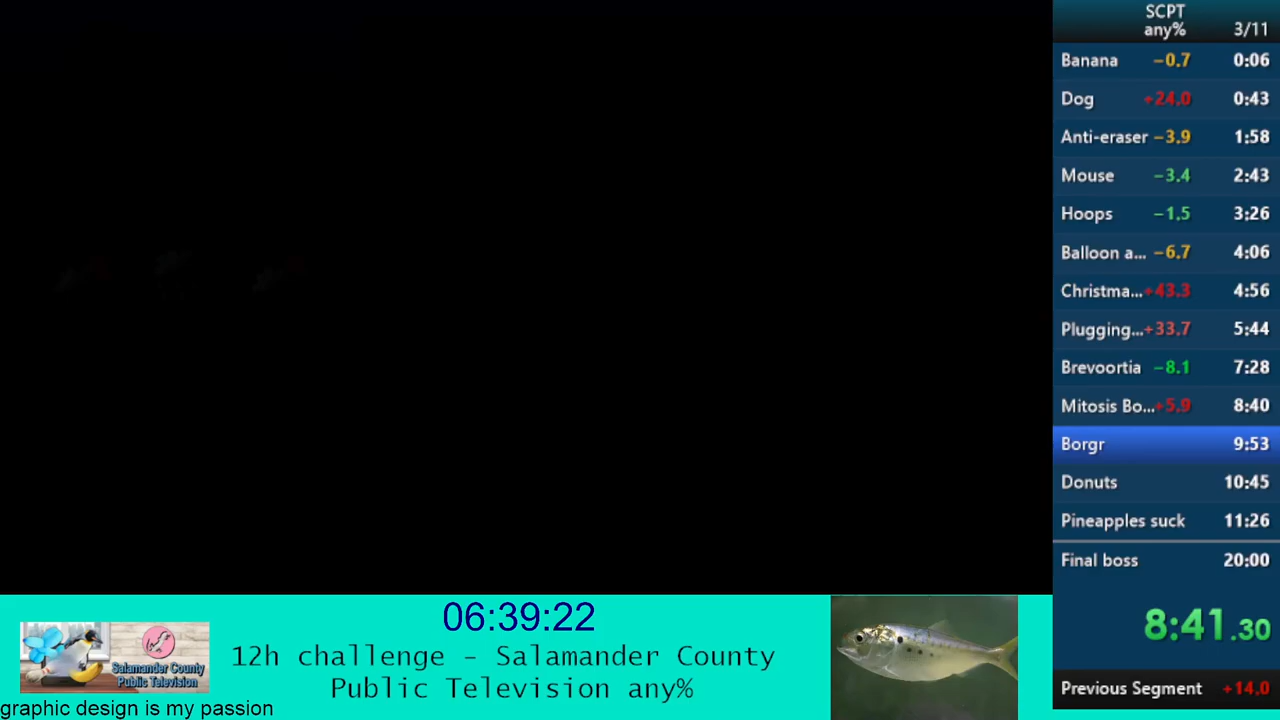 SCPT
any% 3/11
Banana −0.7 0:06
Dog +24.0 0:43
Anti-eraser −3.9 1:58
Mouse −3.4 2:43
Hoops −1.5 3:26
Balloon a... −6.7 4:06
Christma... +43.3 4:56
Plugging... +33.7 5:44
Brevoortia −8.1 7:28
Mitosis Bo... +5.9 8:40
Borgr 9:53
Donuts 10:45
Pineapples suck 11:26
Final boss 20:00
8:41.30
Previous Segment +14.0
06:39:22
12h challenge - Salamander County
Public Television any%
Salamander County
Public Television
graphic design is my passion